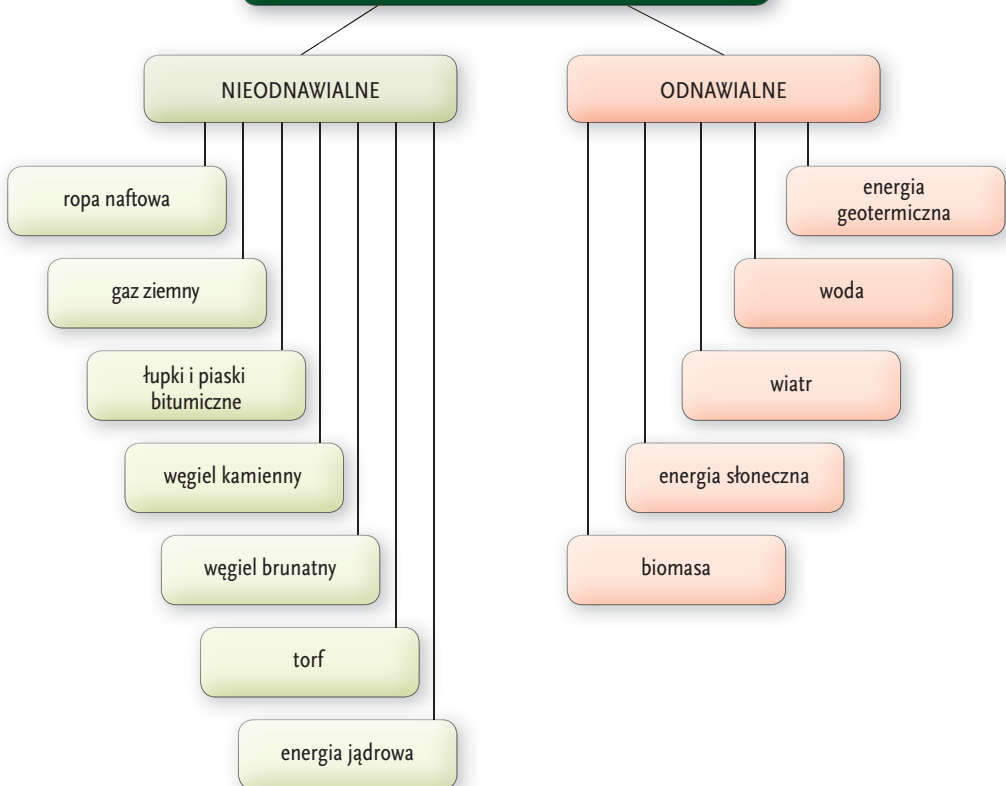 NIEODNAWIALNE
ropa naftowa
gaz ziemny
łupki i piaski
bitumiczne
węgiel kamienny
węgiel brunatny
torf
energia jądrowa
ODNAWIALNE
energia
geotermiczna
woda
wiatr
energia słoneczna
biomasa